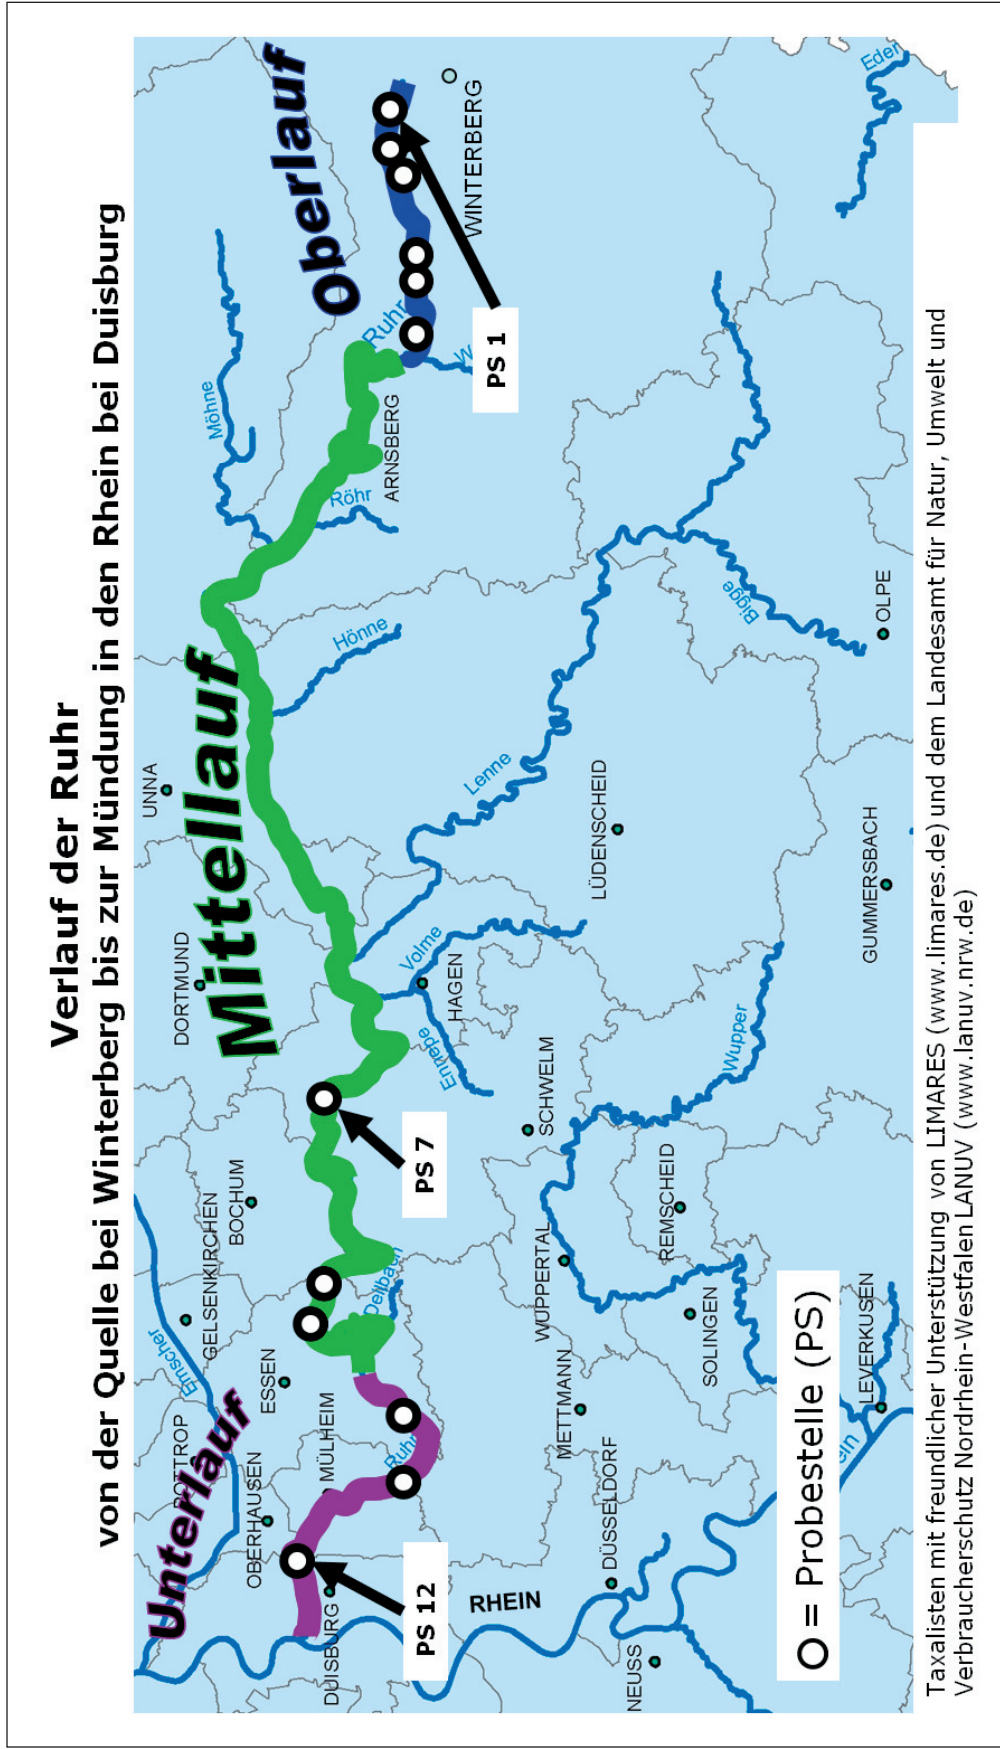 Verlauf der Ruhr
von der Quelle bei Winterberg bis zur Mündung in den Rhein bei Duisburg
Unterlauf
Mittellauf
Oberlauf
Emscher
BOTTROP
GELSENKIRCHEN
OBERHAUSEN
ESSEN
BOCHUM
DORTMUND
UNNA
Möhne
DUISBURG
MÜLHEIM
Ruhr
Deilbach
Hönne
Röhr
ARNSBERG
Ruhr
W
WINTERBERG
PS 12
PS 7
PS 1
RHEIN
Ennepe
Volme
HAGEN
Lenne
SCHWELM
NEUSS
DÜSSELDORF
METTMANN
WUPPERTAL
LÜDENSCHEID
REMSCHEID
SOLINGEN
Wupper
Bigge
OLPE
Eder
LEVERKUSEN
ein
GUMMERSBACH
O = Probestelle (PS)
Taxalisten mit freundlicher Unterstützung von LIMARES (www.limares.de) und dem Landesamt für Natur, Umwelt und
Verbraucherschutz Nordrhein-Westfalen LANUV (www.lanuv.nrw.de)